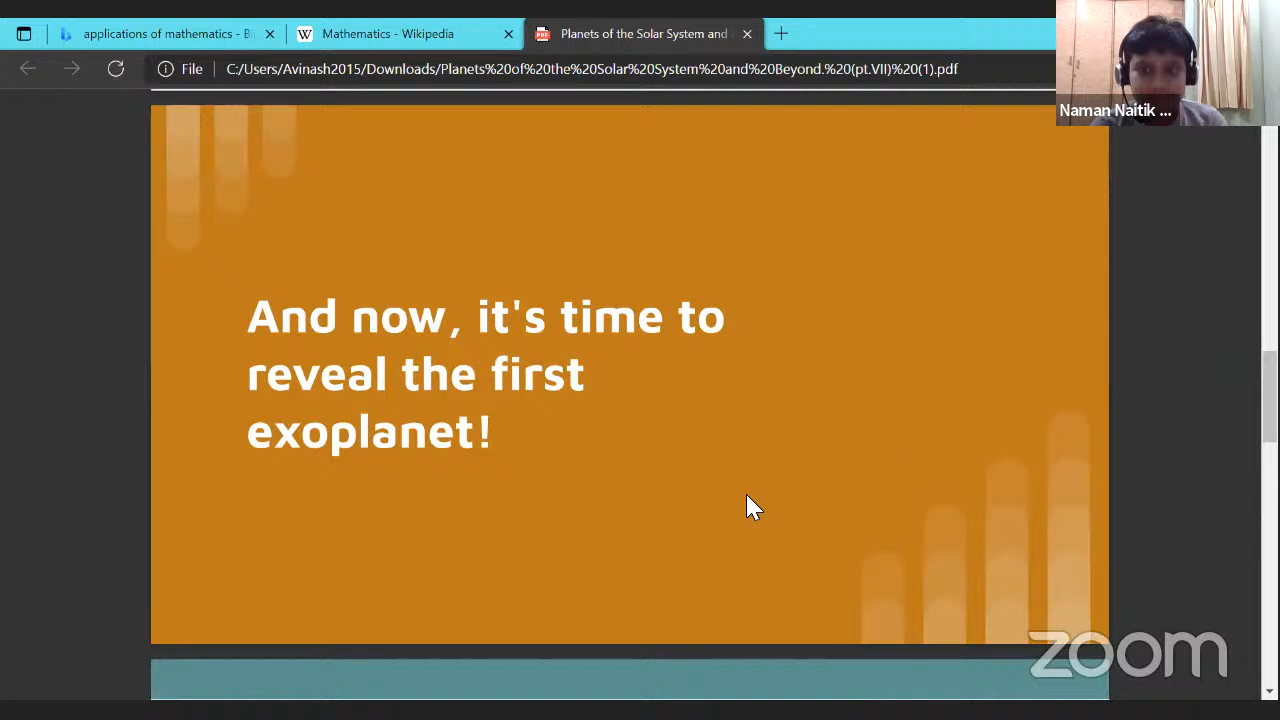 applications of mathematics - B
Mathematics - Wikipedia
Planets of the Solar System and
File
C:/Users/Avinash2015/Downloads/Planets%20of%20the%20Solar%20System%20and%20Beyond.%20(pt.VII)%20(1).pdf
Naman Naitik ...
And now, it's time to
reveal the first
exoplanet!
zoom